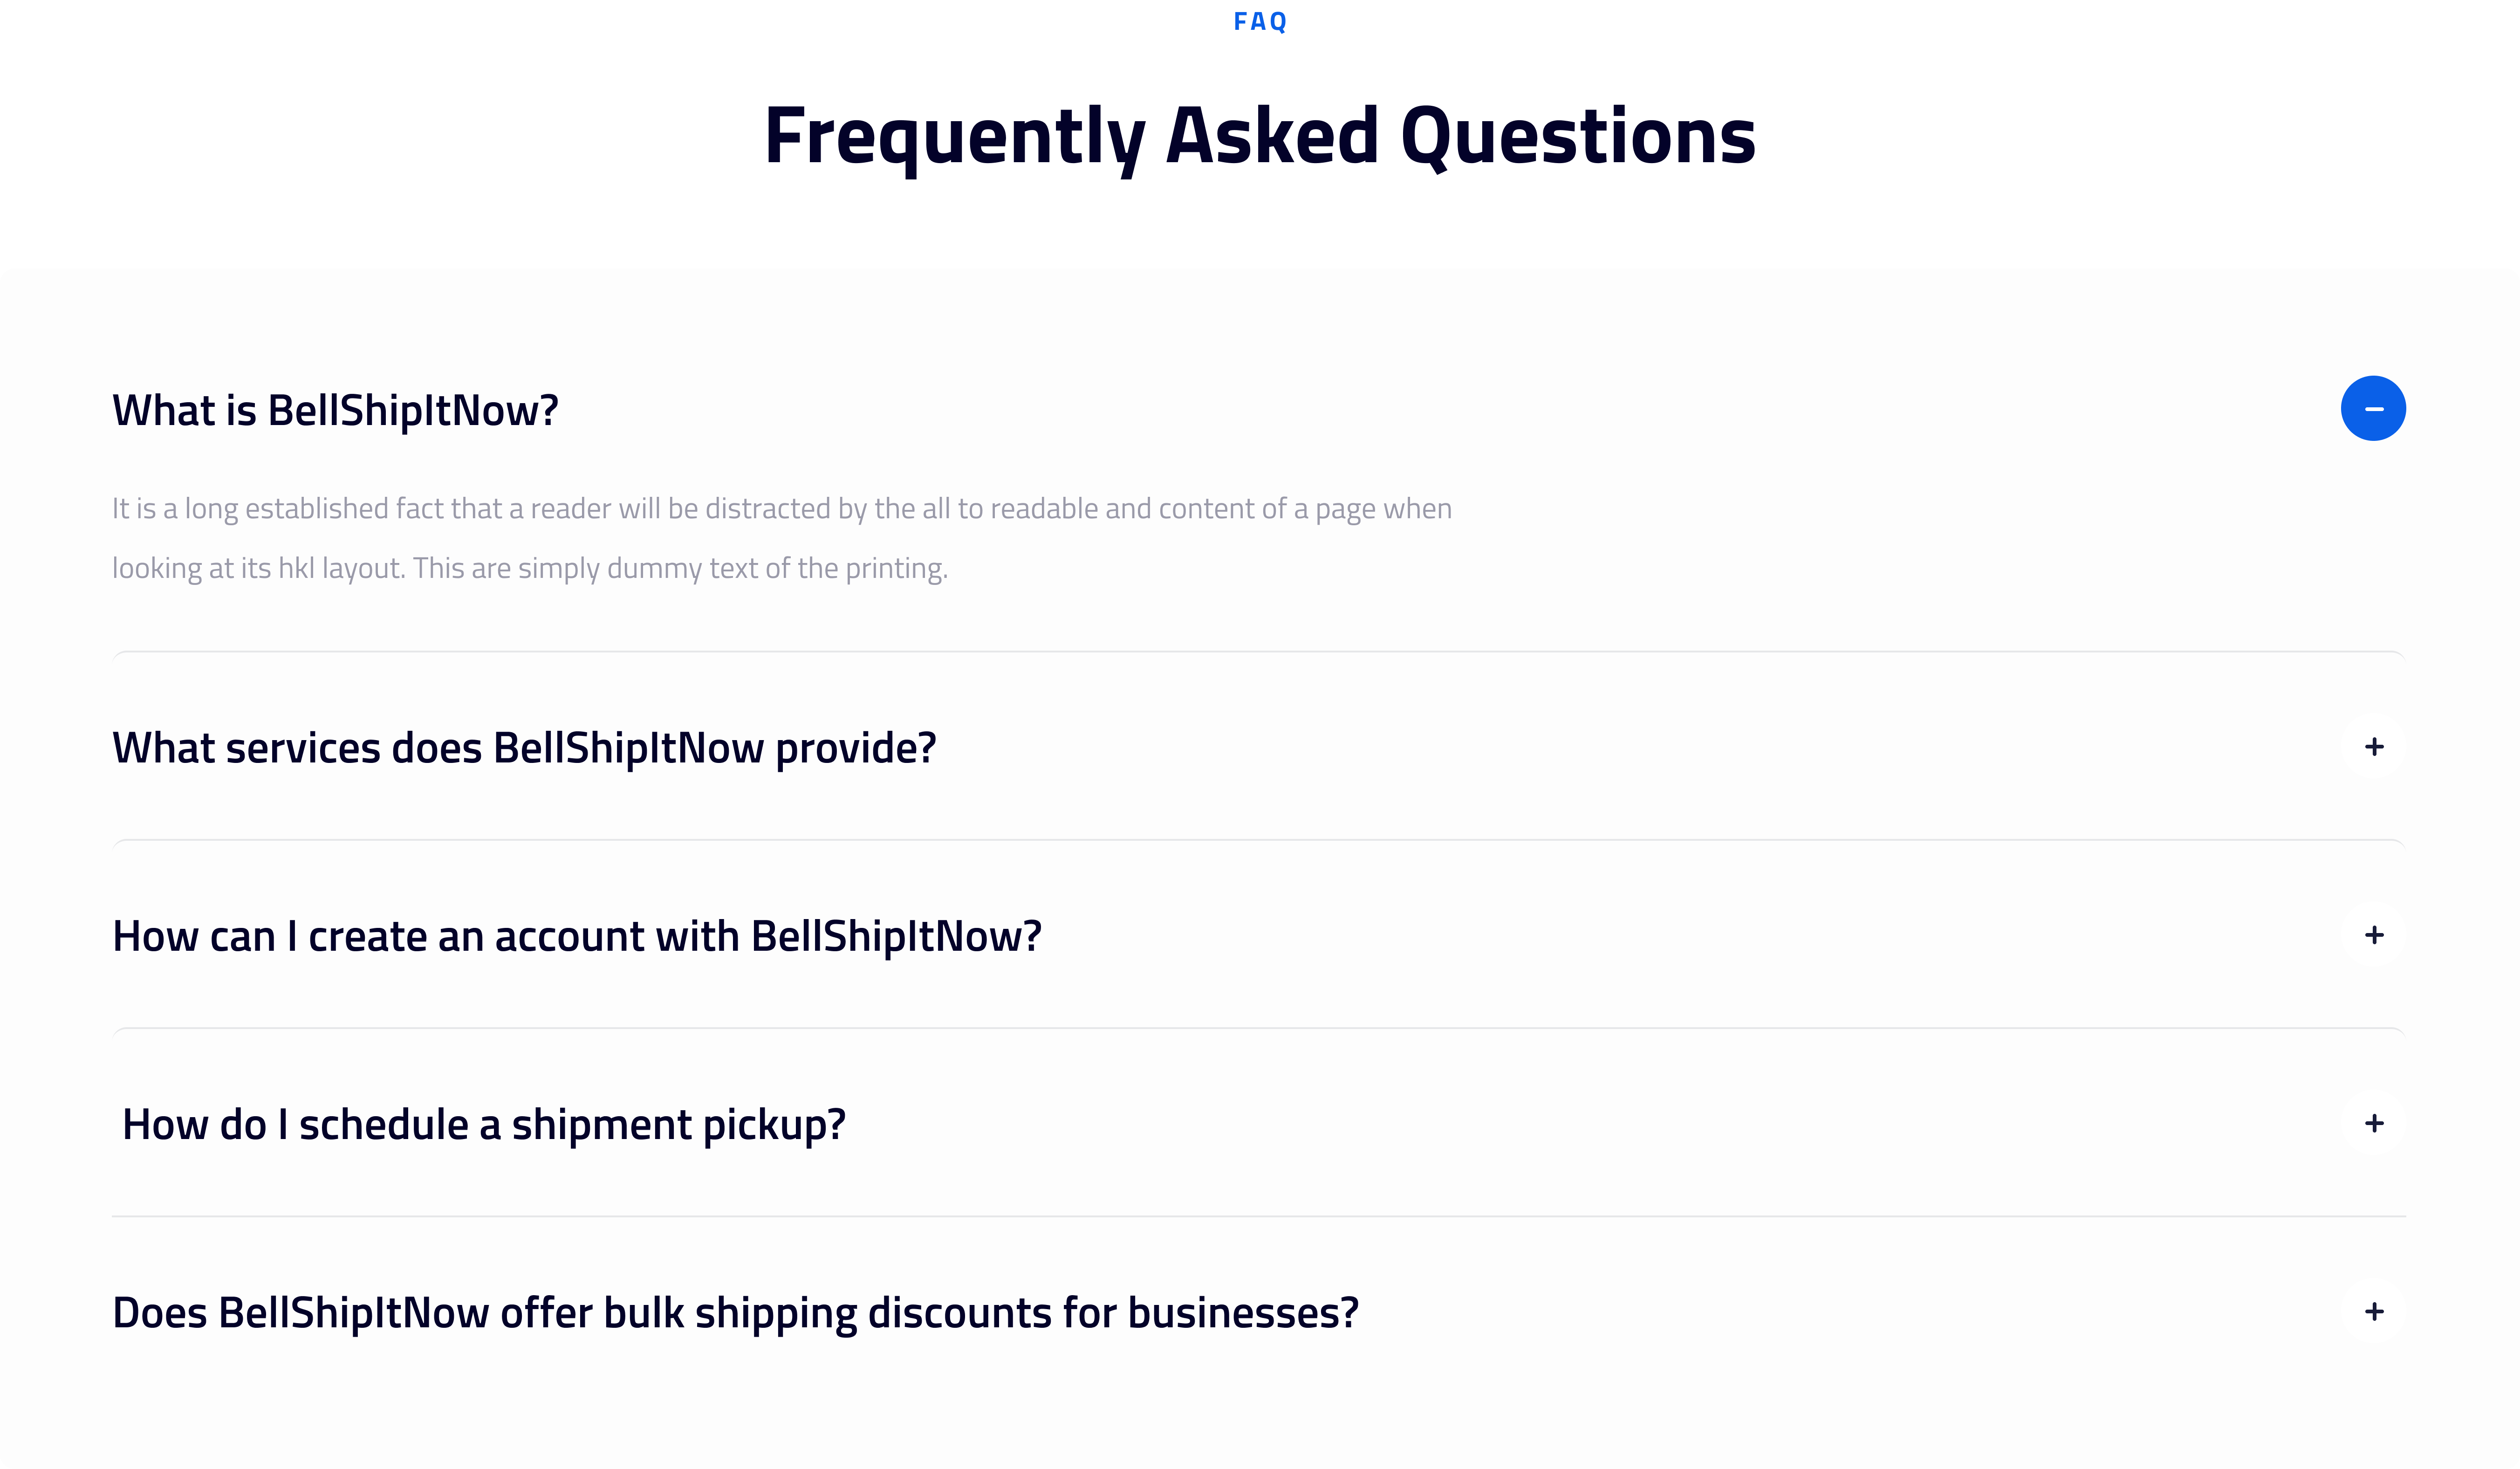 FAQ
Frequently Asked Questions
What is BellShipItNow?
It is a long established fact that a reader will be distracted by the all to readable and content of a page when
looking at its hkl layout. This are simply dummy text of the printing.
What services does BellShipItNow provide?
How can I create an account with BellShipItNow?
How do I schedule a shipment pickup?
Does BellShipItNow offer bulk shipping discounts for businesses?